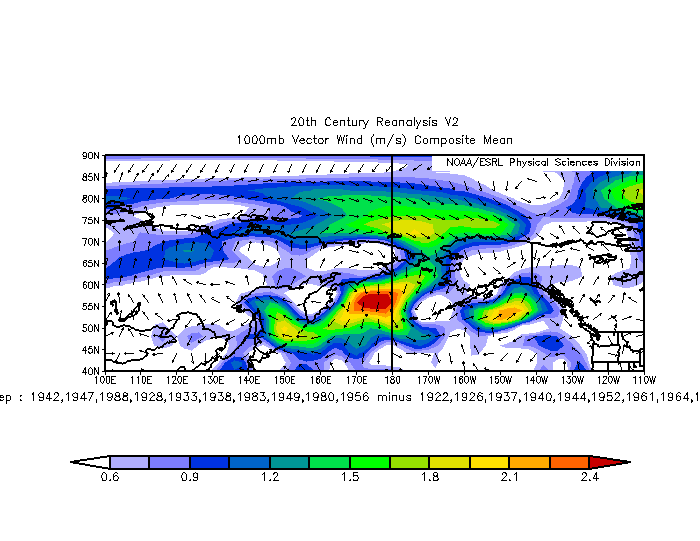 20th Century Reanalysis V2
1000mb Vector Wind (m/s) Composite Mean
NOAA/ESRL Physical Sciences Division
90N
85N
80N
75N
70N
65N
60N
55N
50N
45N
40N
100E 110E 120E 130E 140E 150E 160E 170E 180 170W 160W 150W 140W 130W 120W 110W
ep : 1942,1947,1988,1928,1933,1938,1983,1949,1980,1956 minus 1922,1926,1937,1940,1944,1952,1961,1964,1
0.6 0.9 1.2 1.5 1.8 2.1 2.4